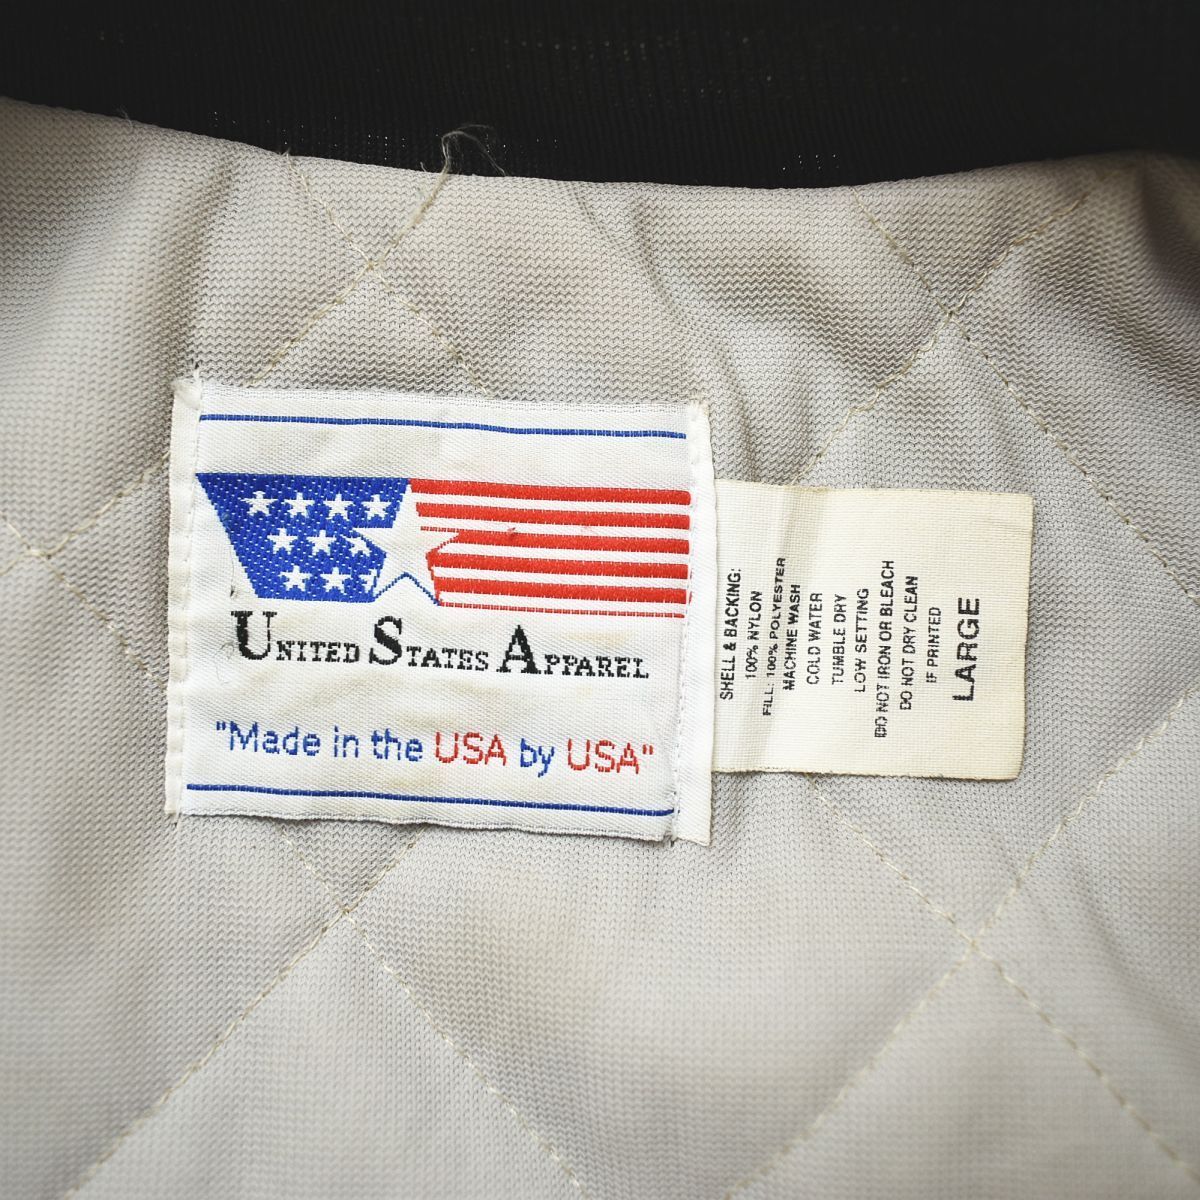 UNITED STATES APPAREL
"Made in the USA by USA"
SHELL & BACKING:
100% NYLON
FILL: 100% POLYESTER
MACHINE WASH
COLD WATER
TUMBLE DRY
LOW SETTING
DO NOT IRON OR BLEACH
DO NOT DRY CLEAN
IF PRINTED
LARGE